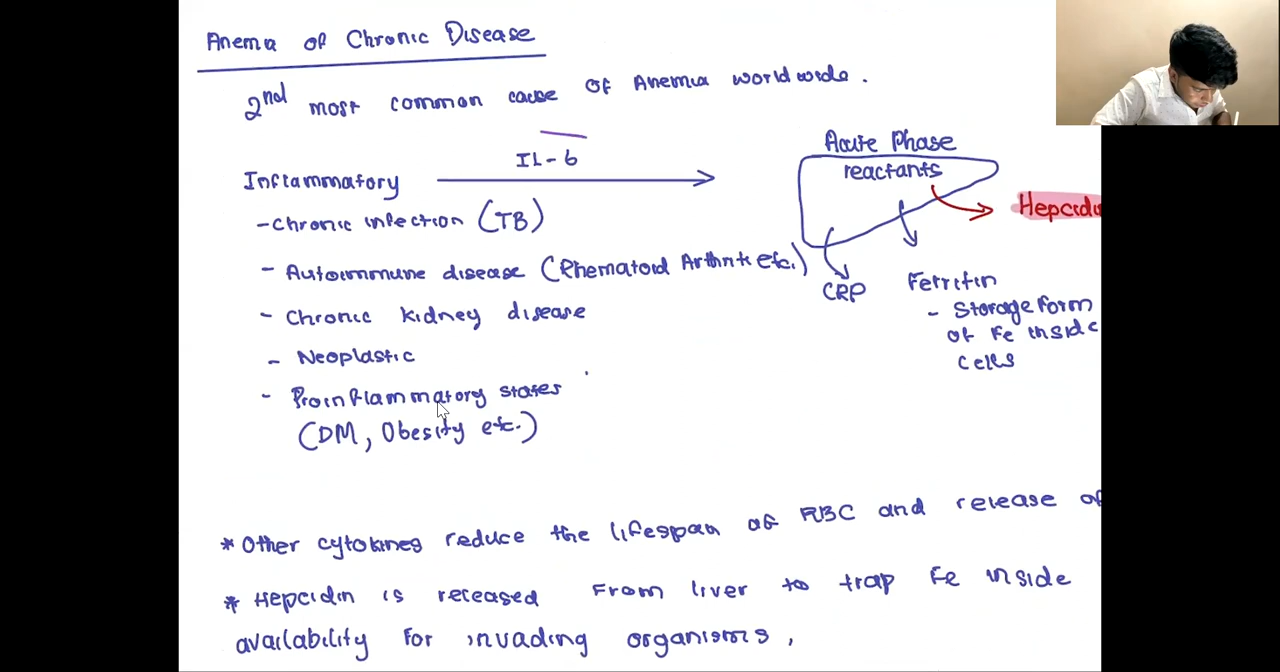 Anema of Chronic Disease
2nd most common cause of Anemia worldwide.
Inflammatory
IL-6
Acute Phase
reactants
Hepcidin
- Chronic infection (TB)
- Autoimmune disease (Rhematoid Arthritis etc.)
CRP
Ferritin
- Storage form
of Fe inside
cells
- Chronic kidney disease
- Neoplastic
- Proinflammatory states
(DM, Obesity etc.)
* Other cytokines reduce the lifespan of RBC and release of
* Hepcidin is released From liver to trap Fe inside
availability for invading organisms,